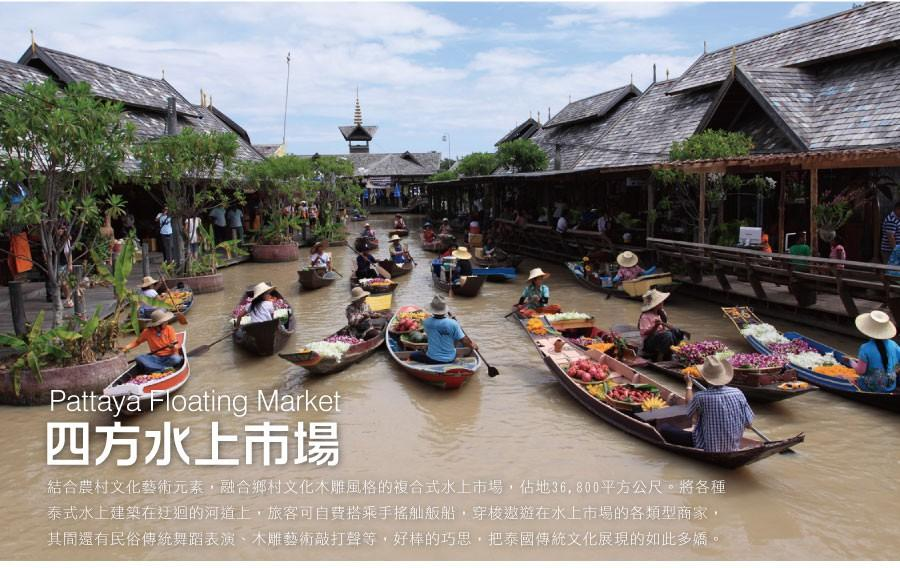 Pattaya Floating Market
四方水上市場
結合農村文化藝術元素，融合鄉村文化木雕風格的複合式水上市場，佔地36,800平方公尺。將各種
泰式水上建築在迂迴的河道上，旅客可自費搭乘手搖舢舨船，穿梭遨遊在水上市場的各類型商家，
其間還有民俗傳統舞蹈表演、木雕藝術敲打聲等，好棒的巧思，把泰國傳統文化展現的如此多嬌。